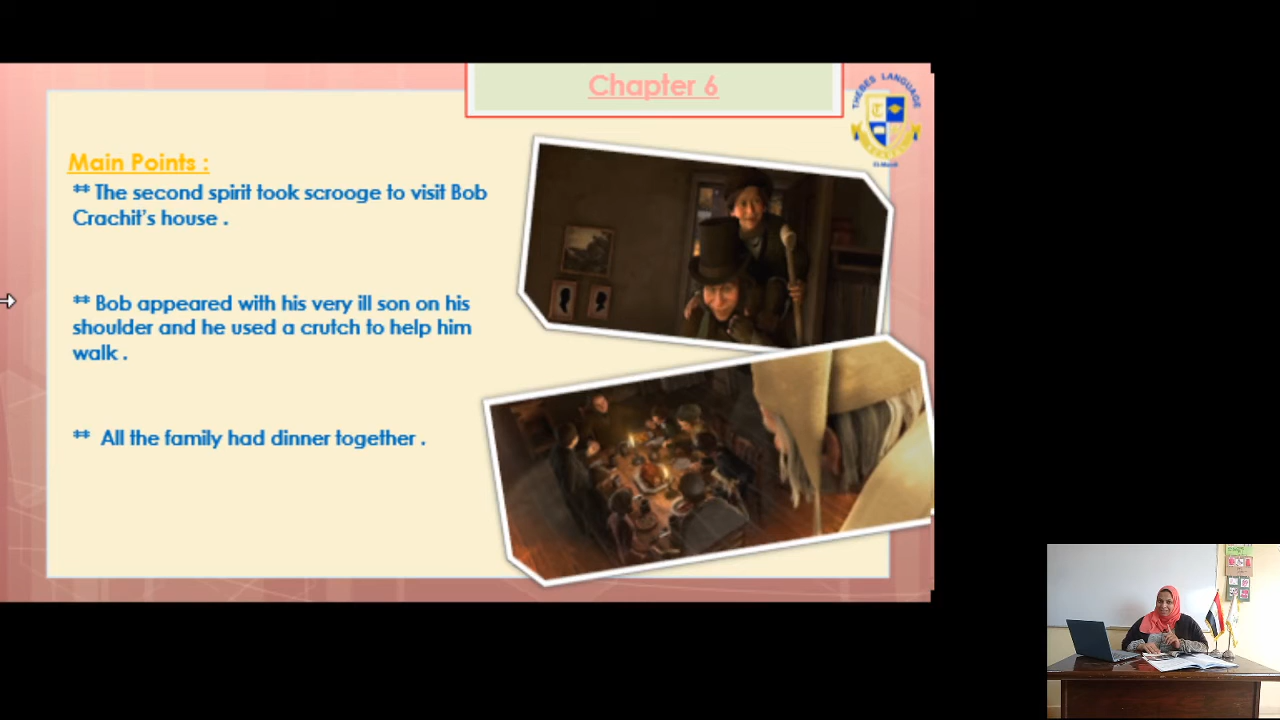 Chapter 6
THEBES LANGUAGE
Main Points :
** The second spirit took scrooge to visit Bob
Crachit's house .
** Bob appeared with his very ill son on his
shoulder and he used a crutch to help him
walk .
** All the family had dinner together .